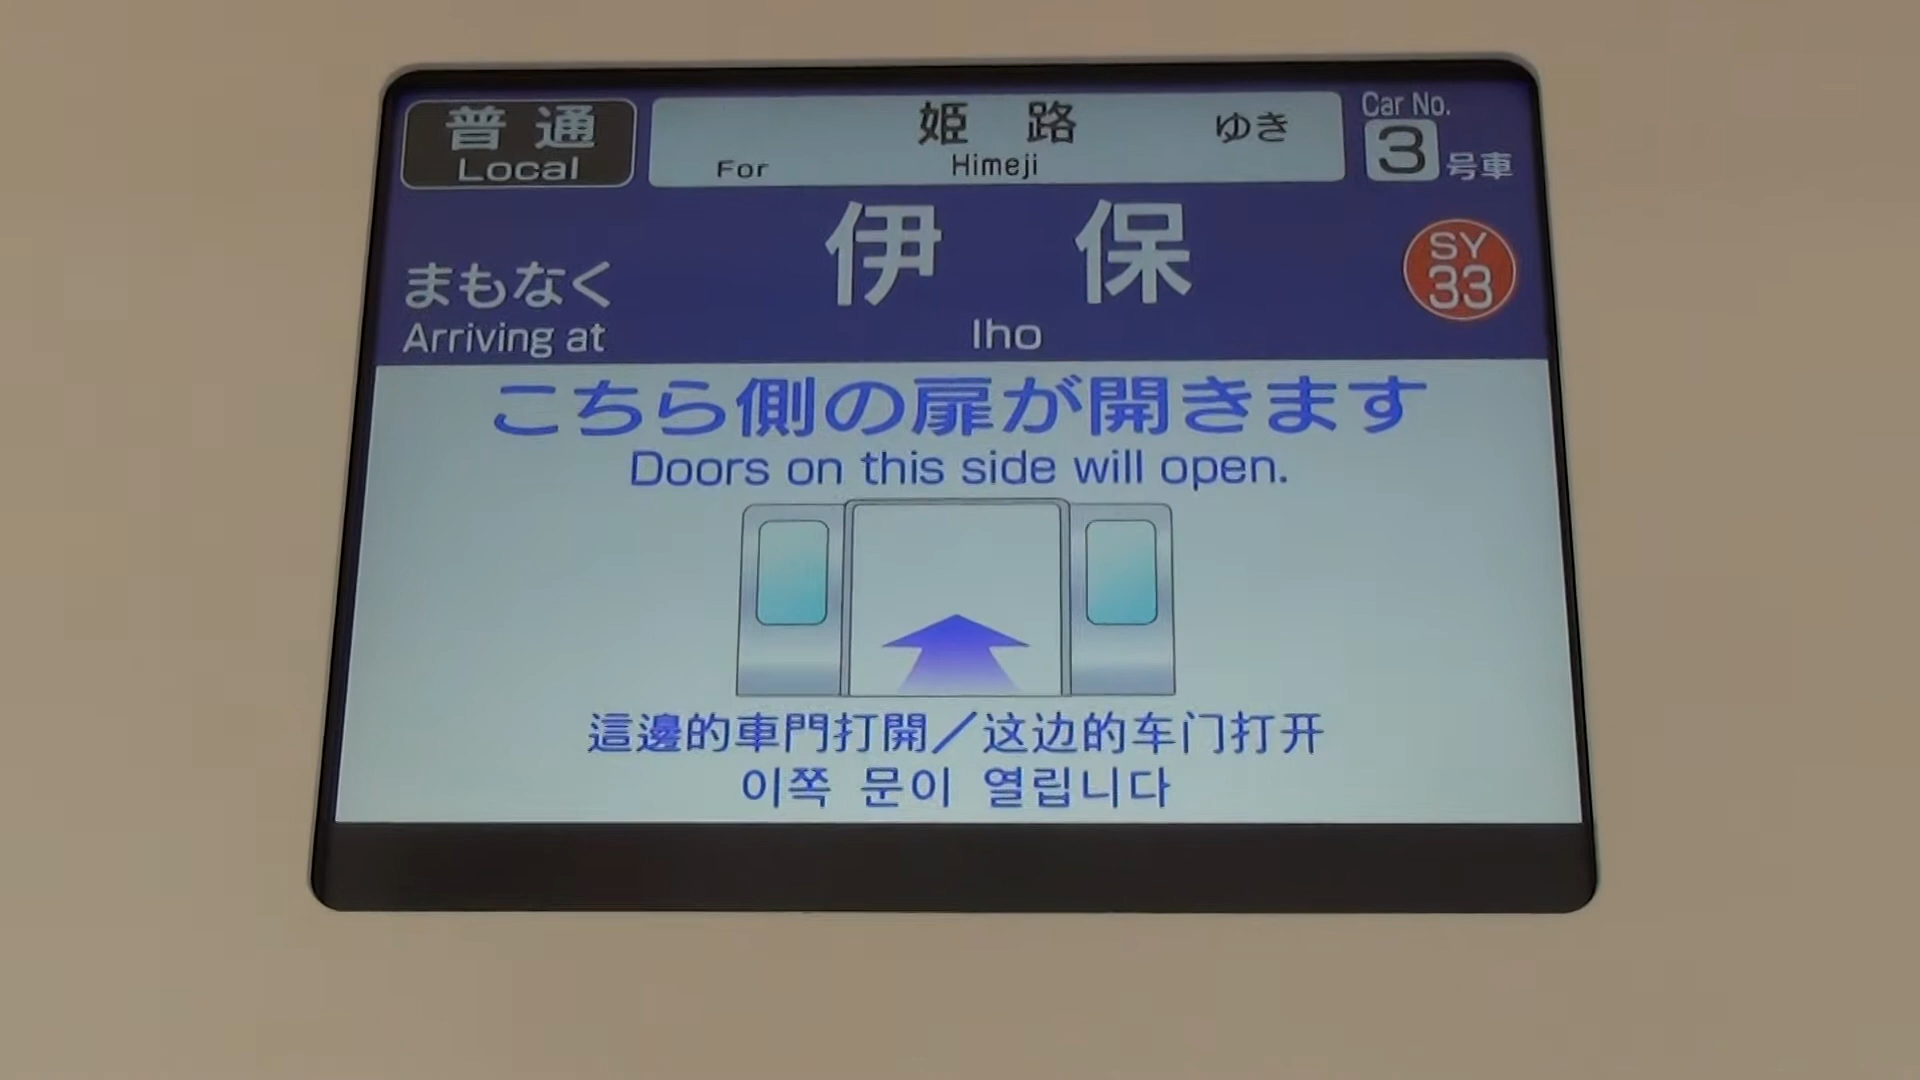 普通
Local
姫路 ゆき
For Himeji
Car No.
3号車
まもなく 伊保
Arriving at Iho
SY
33
こちら側の扉が開きます
Doors on this side will open.
這邊的車門打開／这边的车门打开
이쪽 문이 열립니다